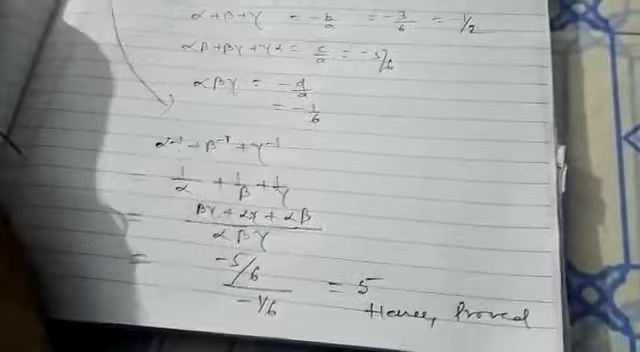 α+β+γ = -b/a = -3/6 = 1/2
αβ+βγ+γα = c/a = -5/6
αβγ = -d/a
= -1/6
α⁻¹+β⁻¹+γ⁻¹
1/α + 1/β + 1/γ
= βγ+αγ+αβ / αβγ
= -5/6 / -1/6 = 5
Hence, Proved